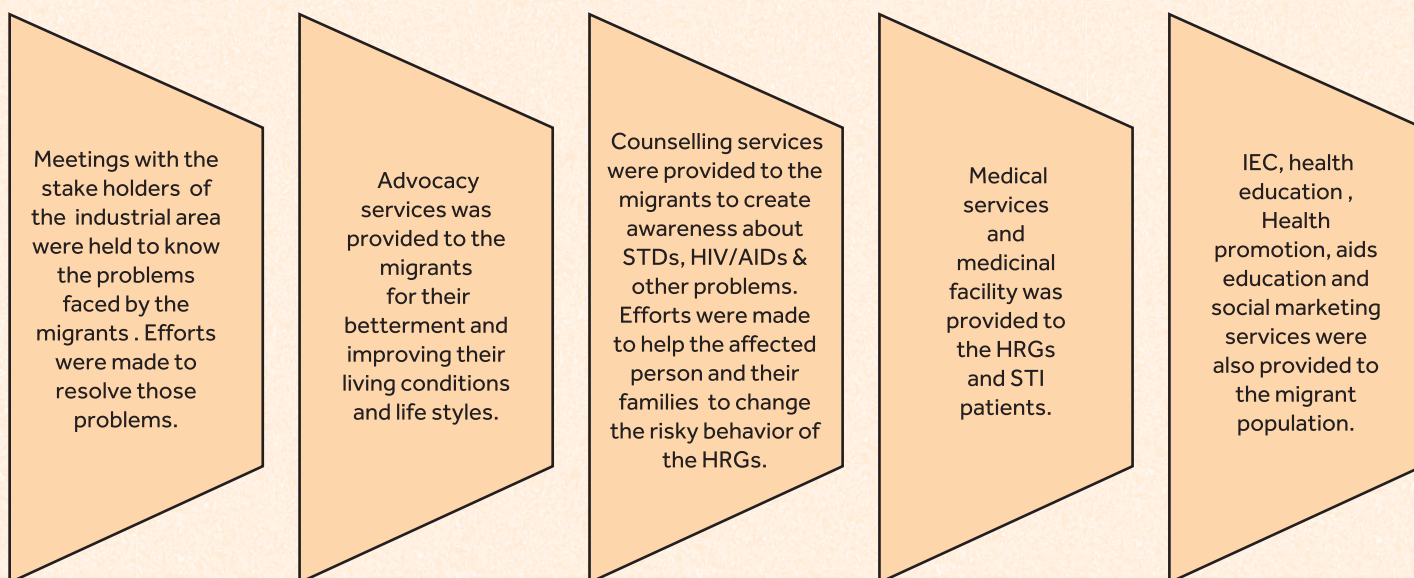 Meetings with the
stake holders of
the industrial area
were held to know
the problems
faced by the
migrants . Efforts
were made to
resolve those
problems.
Advocacy
services was
provided to the
migrants
for their
betterment and
improving their
living conditions
and life styles.
Counselling services
were provided to the
migrants to create
awareness about
STDs, HIV/AIDs &
other problems.
Efforts were made
to help the affected
person and their
families to change
the risky behavior of
the HRGs.
Medical
services
and
medicinal
facility was
provided to
the HRGs
and STI
patients.
IEC, health
education ,
Health
promotion, aids
education and
social marketing
services were
also provided to
the migrant
population.